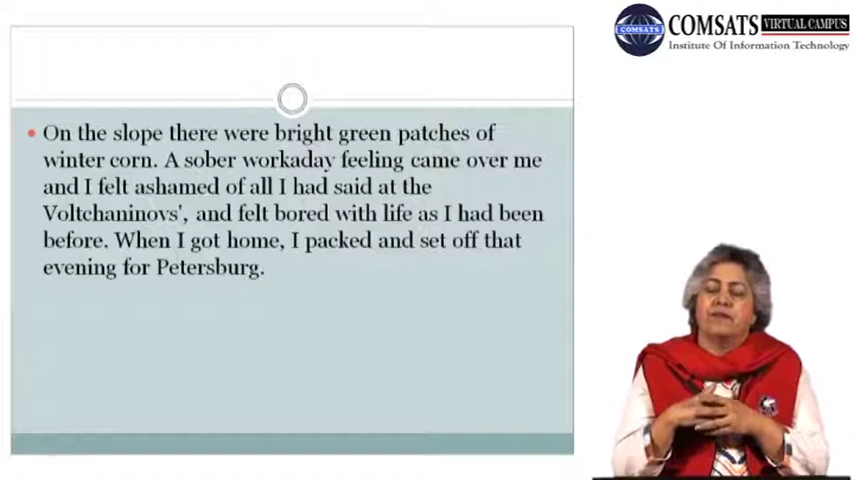 COMSATS VIRTUAL CAMPUS
Institute Of Information Technology
COMSATS
On the slope there were bright green patches of
winter corn. A sober workaday feeling came over me
and I felt ashamed of all I had said at the
Voltchaninovs', and felt bored with life as I had been
before. When I got home, I packed and set off that
evening for Petersburg.